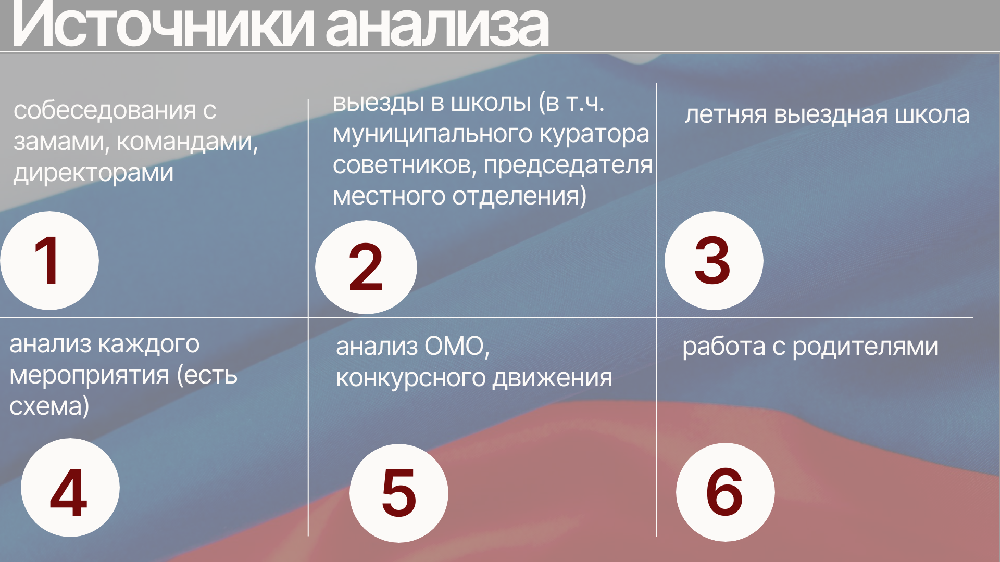 Источники анализа
собеседования с
замами, командами,
директорами
1
выезды в школы (в т.ч.
муниципального куратора
советников, председателя
местного отделения)
2
летняя выездная школа
3
анализ каждого
мероприятия (есть
схема)
4
анализ ОМО,
конкурсного движения
5
работа с родителями
6